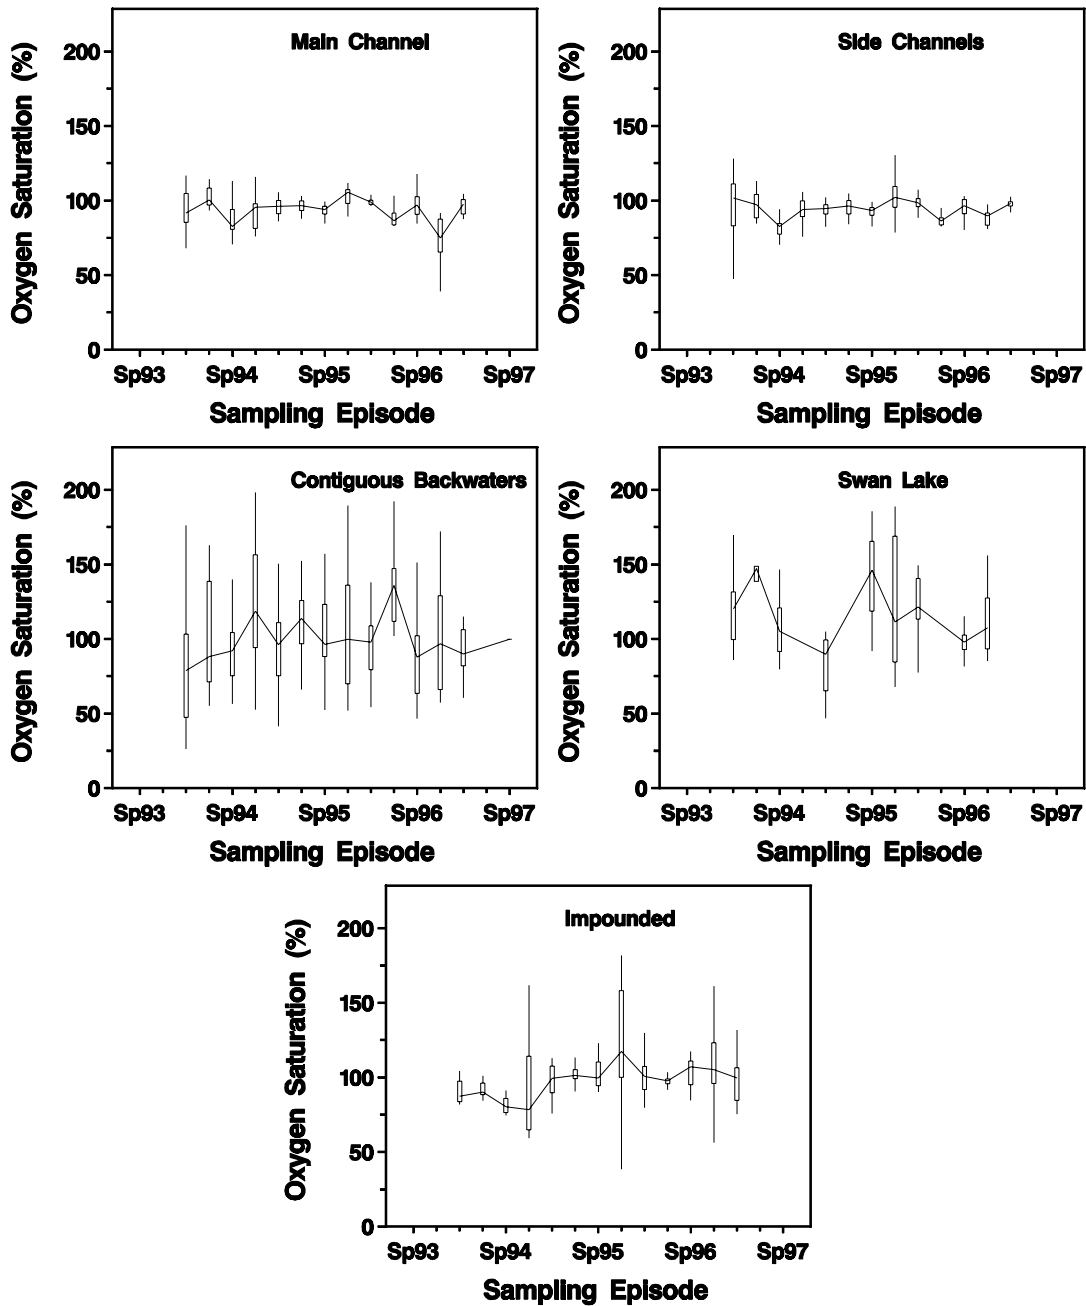 Main Channel
Oxygen Saturation (%)
200
150
100
50
0
Sp93 Sp94 Sp95 Sp96 Sp97
Sampling Episode
Side Channels
Oxygen Saturation (%)
200
150
100
50
0
Sp93 Sp94 Sp95 Sp96 Sp97
Sampling Episode
Contiguous Backwaters
Oxygen Saturation (%)
200
150
100
50
0
Sp93 Sp94 Sp95 Sp96 Sp97
Sampling Episode
Swan Lake
Oxygen Saturation (%)
200
150
100
50
0
Sp93 Sp94 Sp95 Sp96 Sp97
Sampling Episode
Impounded
Oxygen Saturation (%)
200
150
100
50
0
Sp93 Sp94 Sp95 Sp96 Sp97
Sampling Episode